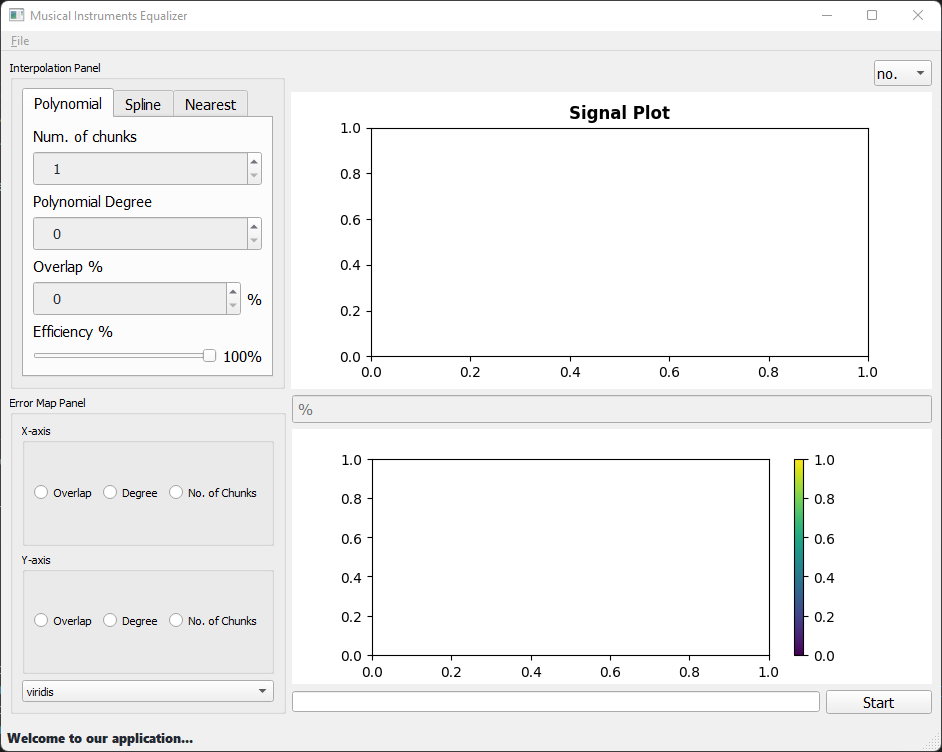 Musical Instruments Equalizer
File
Interpolation Panel
no.
Polynomial Spline Nearest
Num. of chunks
1
Polynomial Degree
0
Overlap %
0 %
Efficiency %
100%
Signal Plot
1.0
0.8
0.6
0.4
0.2
0.0
0.0 0.2 0.4 0.6 0.8 1.0
%
Error Map Panel
X-axis
Overlap Degree No. of Chunks
Y-axis
Overlap Degree No. of Chunks
viridis
1.0
0.8
0.6
0.4
0.2
0.0
0.0 0.2 0.4 0.6 0.8 1.0
1.0
0.8
0.6
0.4
0.2
0.0
Start
Welcome to our application...